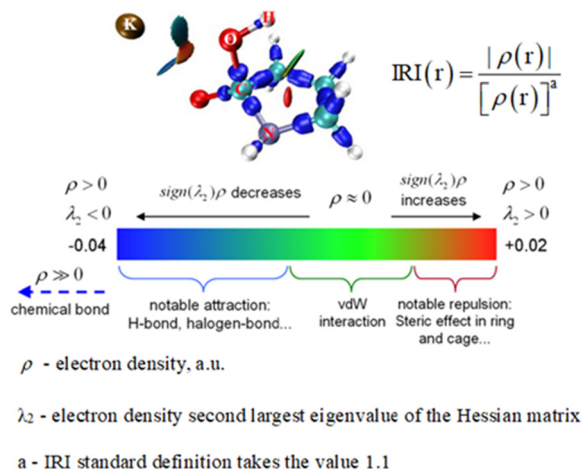 K
H
O
C
N
IRI(r) = |ρ(r)| / [ρ(r)]^a
ρ > 0
sign(λ₂)ρ decreases
ρ ≈ 0
sign(λ₂)ρ
increases
ρ > 0
λ₂ < 0
λ₂ > 0
-0.04
+0.02
ρ ≫ 0
chemical bond
notable attraction:
H-bond, halogen-bond...
vdW
interaction
notable repulsion:
Steric effect in ring
and cage...
ρ - electron density, a.u.
λ₂ - electron density second largest eigenvalue of the Hessian matrix
a - IRI standard definition takes the value 1.1